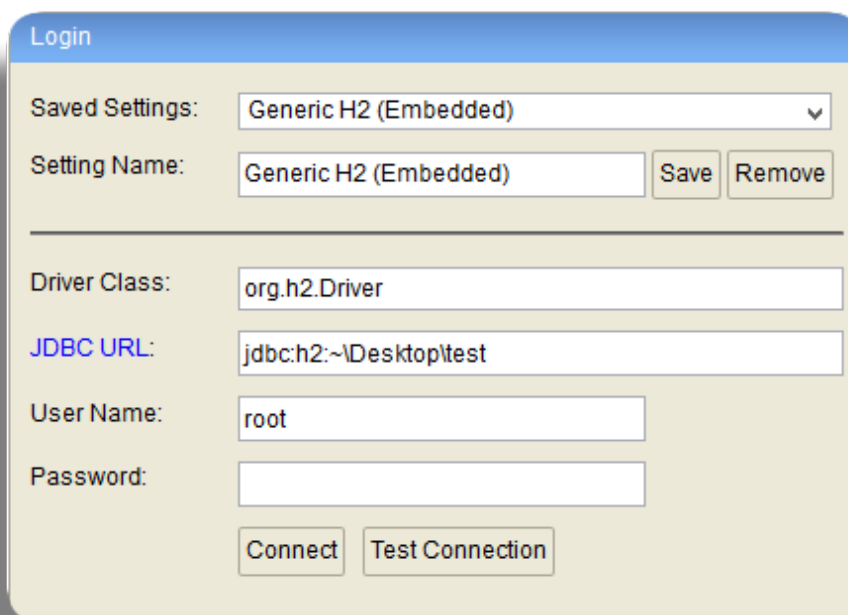 Login
Saved Settings: Generic H2 (Embedded)
Setting Name: Generic H2 (Embedded) Save Remove
Driver Class: org.h2.Driver
JDBC URL: jdbc:h2:~\Desktop\test
User Name: root
Password:
Connect Test Connection